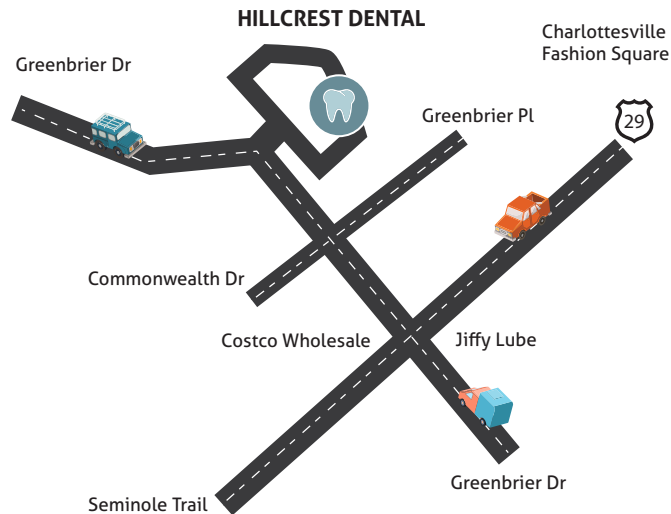 HILLCREST DENTAL
Charlottesville
Fashion Square
Greenbrier Dr
29
Greenbrier Pl
Commonwealth Dr
Costco Wholesale
Jiffy Lube
Greenbrier Dr
Seminole Trail